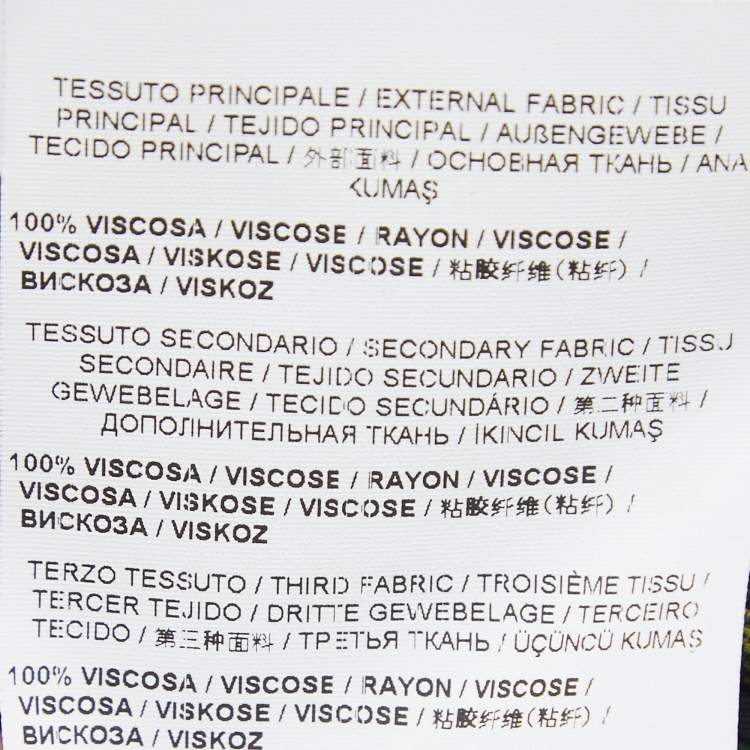 TESSUTO PRINCIPALE / EXTERNAL FABRIC / TISSU
PRINCIPAL / TEJIDO PRINCIPAL / AUßENGEWEBE /
TECIDO PRINCIPAL / 外部面料 / ОСНОВНАЯ ТКАНЬ / ANA
KUMAŞ
100% VISCOSA / VISCOSE / RAYON / VISCOSE /
VISCOSA / VISKOSE / VISCOSE / 粘胶纤维(粘纤) /
ВИСКОЗА / VISKOZ
TESSUTO SECONDARIO / SECONDARY FABRIC / TISSU
SECONDAIRE / TEJIDO SECUNDARIO / ZWEITE
GEWEBELAGE / TECIDO SECUNDÁRIO / 第二种面料 /
ДОПОЛНИТЕЛЬНАЯ ТКАНЬ / İKINCIL KUMAŞ
100% VISCOSA / VISCOSE / RAYON / VISCOSE /
VISCOSA / VISKOSE / VISCOSE / 粘胶纤维(粘纤) /
ВИСКОЗА / VISKOZ
TERZO TESSUTO / THIRD FABRIC / TROISIÈME TISSU /
TERCER TEJIDO / DRITTE GEWEBELAGE / TERCEIRO
TECIDO / 第三种面料 / ТРЕТЬЯ ТКАНЬ / ÜÇÜNCÜ KUMAŞ
100% VISCOSA / VISCOSE / RAYON / VISCOSE /
VISCOSA / VISKOSE / VISCOSE / 粘胶纤维(粘纤) /
ВИСКОЗА / VISKOZ